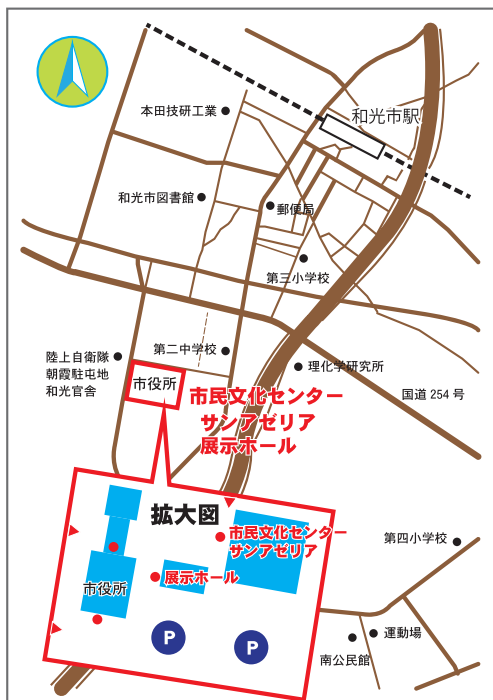 本田技研工業
和光市駅
和光市図書館
郵便局
第三小学校
陸上自衛隊
朝霞駐屯地
和光官舎
第二中学校
理化学研究所
市役所
国道 254 号
市民文化センター
サンアゼリア
展示ホール
拡大図
市民文化センター
サンアゼリア
展示ホール
市役所
P
P
第四小学校
運動場
南公民館